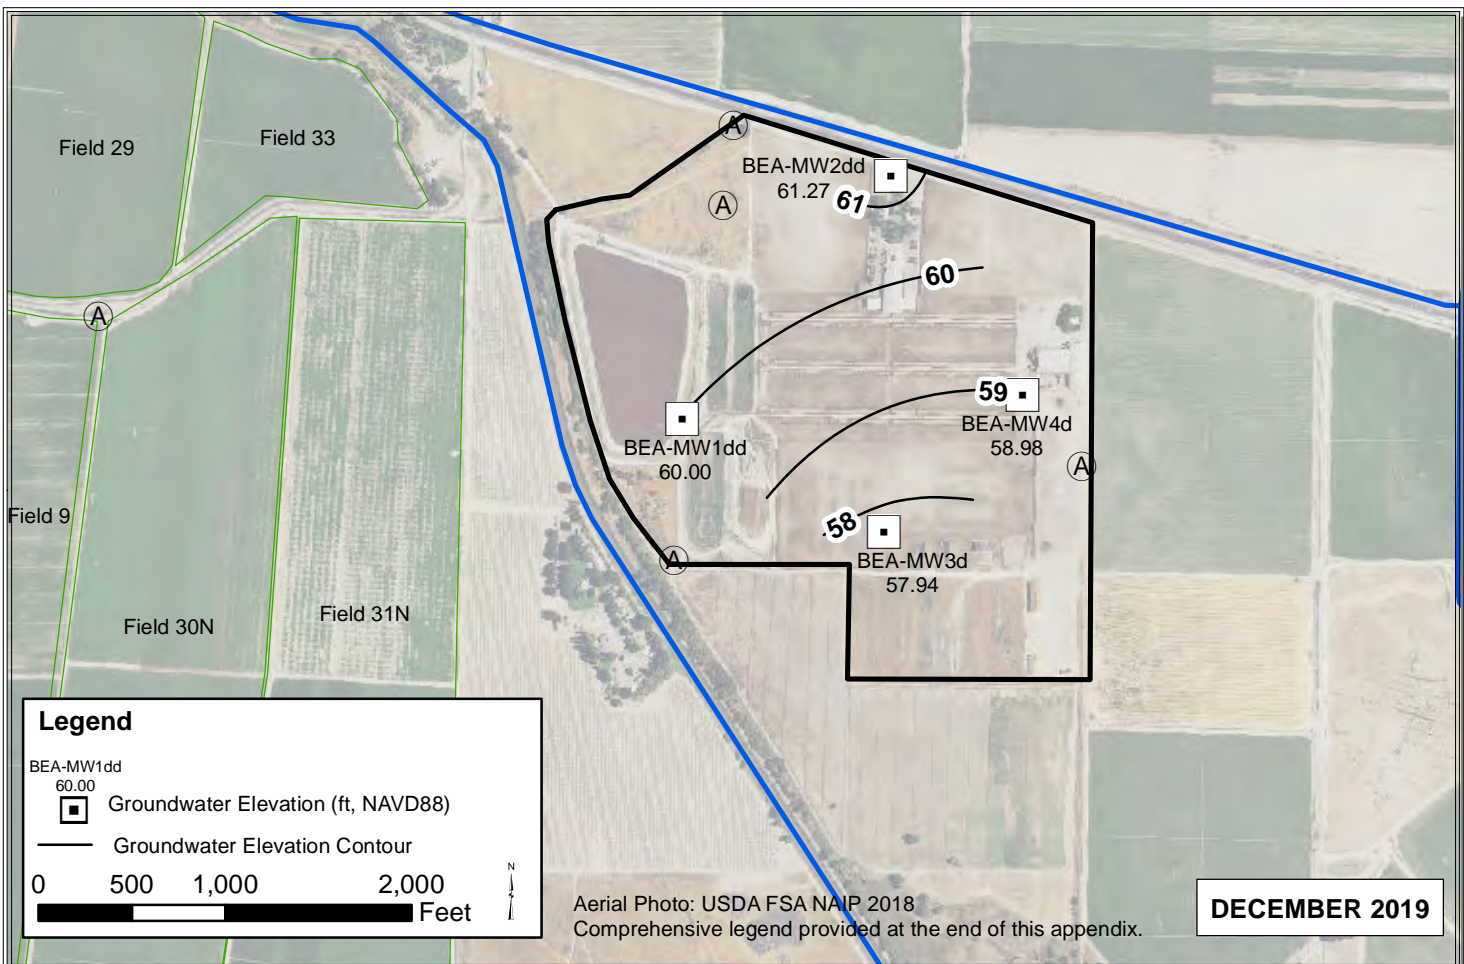 Field 29
Field 33
A
BEA-MW2dd
61.27
61
A
60
A
59
BEA-MW4d
58.98
BEA-MW1dd
60.00
A
Field 9
58
BEA-MW3d
57.94
A
Field 30N
Field 31N
Legend
BEA-MW1dd
60.00
Groundwater Elevation (ft, NAVD88)
Groundwater Elevation Contour
0 500 1,000 2,000
Feet
N
Aerial Photo: USDA FSA NAIP 2018
Comprehensive legend provided at the end of this appendix.
DECEMBER 2019